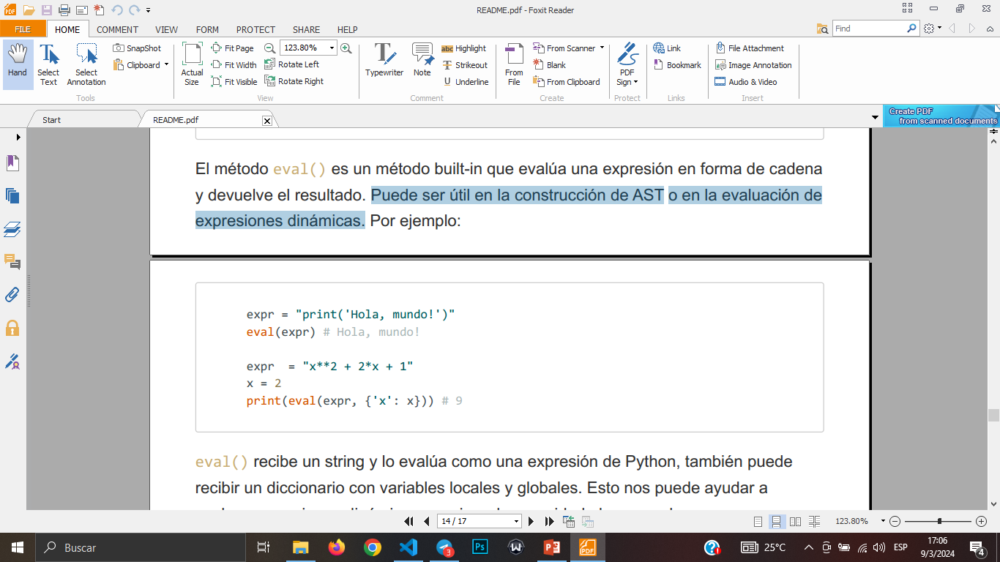 README.pdf - Foxit Reader
FILE HOME COMMENT VIEW FORM PROTECT SHARE HELP Find
Hand
Select Text
Select Annotation
SnapShot
Clipboard
Tools
Actual Size
Fit Page
Fit Width
Fit Visible
123.80%
Rotate Left
Rotate Right
View
Typewriter
Note
Highlight
Strikeout
Underline
Comment
From File
From Scanner
Blank
From Clipboard
Create
PDF Sign
Protect
Link
Bookmark
Links
File Attachment
Image Annotation
Audio & Video
Insert
Start
README.pdf
Create PDF
from scanned documents
El método eval() es un método built-in que evalúa una expresión en forma de cadena
y devuelve el resultado. Puede ser útil en la construcción de AST o en la evaluación de
expresiones dinámicas. Por ejemplo:
expr = "print('Hola, mundo!')"
eval(expr) # Hola, mundo!
expr  = "x**2 + 2*x + 1"
x = 2
print(eval(expr, {'x': x})) # 9
eval() recibe un string y lo evalúa como una expresión de Python, también puede
recibir un diccionario con variables locales y globales. Esto nos puede ayudar a
14 / 17
123.80%
Buscar
3
25°C
ESP
17:06
9/3/2024
4